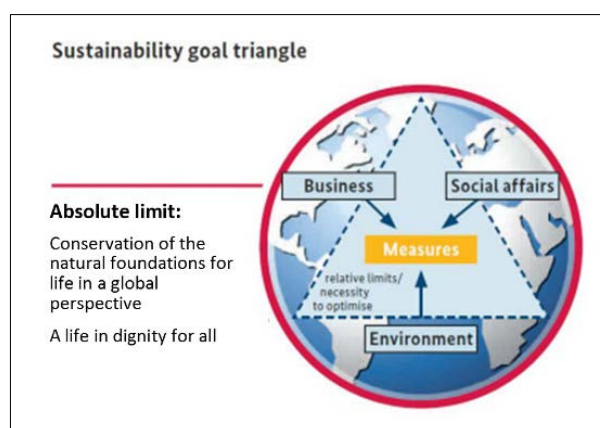 Sustainability goal triangle
Business
Social affairs
Absolute limit:
Conservation of the
natural foundations for
life in a global
perspective
A life in dignity for all
Measures
relative limits/
necessity
to optimise
Environment